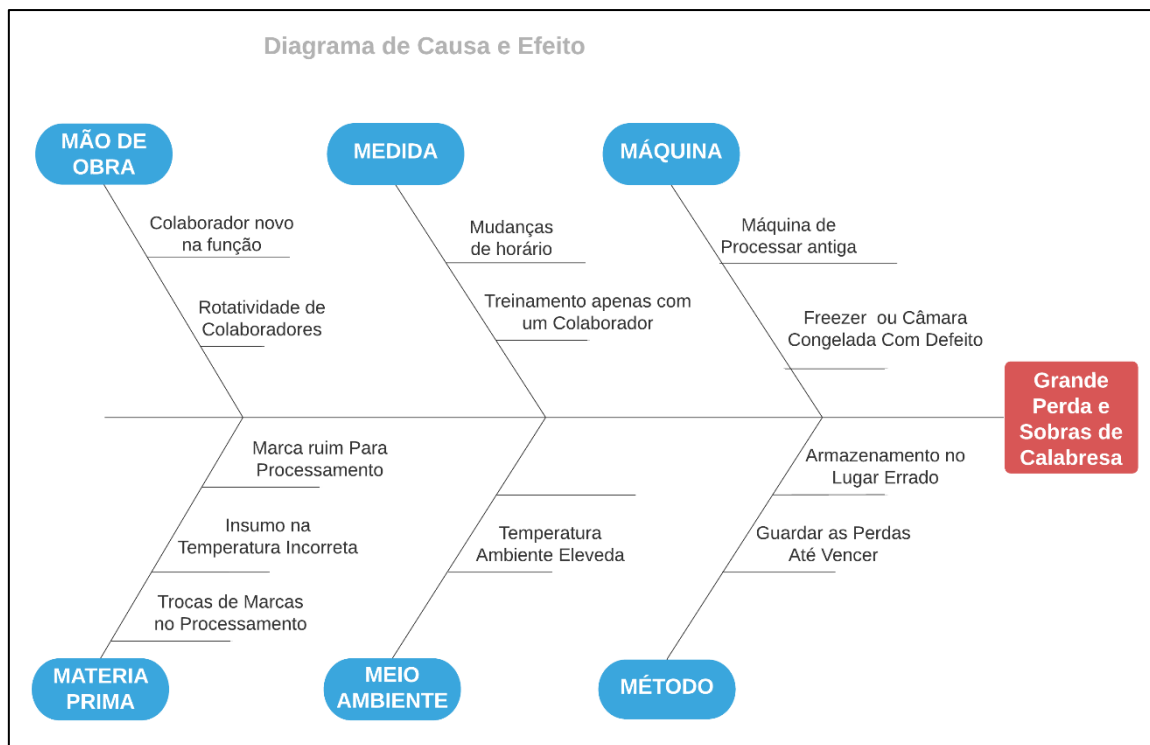 Diagrama de Causa e Efeito
MÃO DE
OBRA
MEDIDA
MÁQUINA
Colaborador novo
na função
Mudanças
de horário
Máquina de
Processar antiga
Rotatividade de
Colaboradores
Treinamento apenas com
um Colaborador
Freezer ou Câmara
Congelada Com Defeito
Grande
Perda e
Sobras de
Calabresa
Marca ruim Para
Processamento
Armazenamento no
Lugar Errado
Insumo na
Temperatura Incorreta
Temperatura
Ambiente Eleveda
Guardar as Perdas
Até Vencer
Trocas de Marcas
no Processamento
MATERIA
PRIMA
MEIO
AMBIENTE
MÉTODO